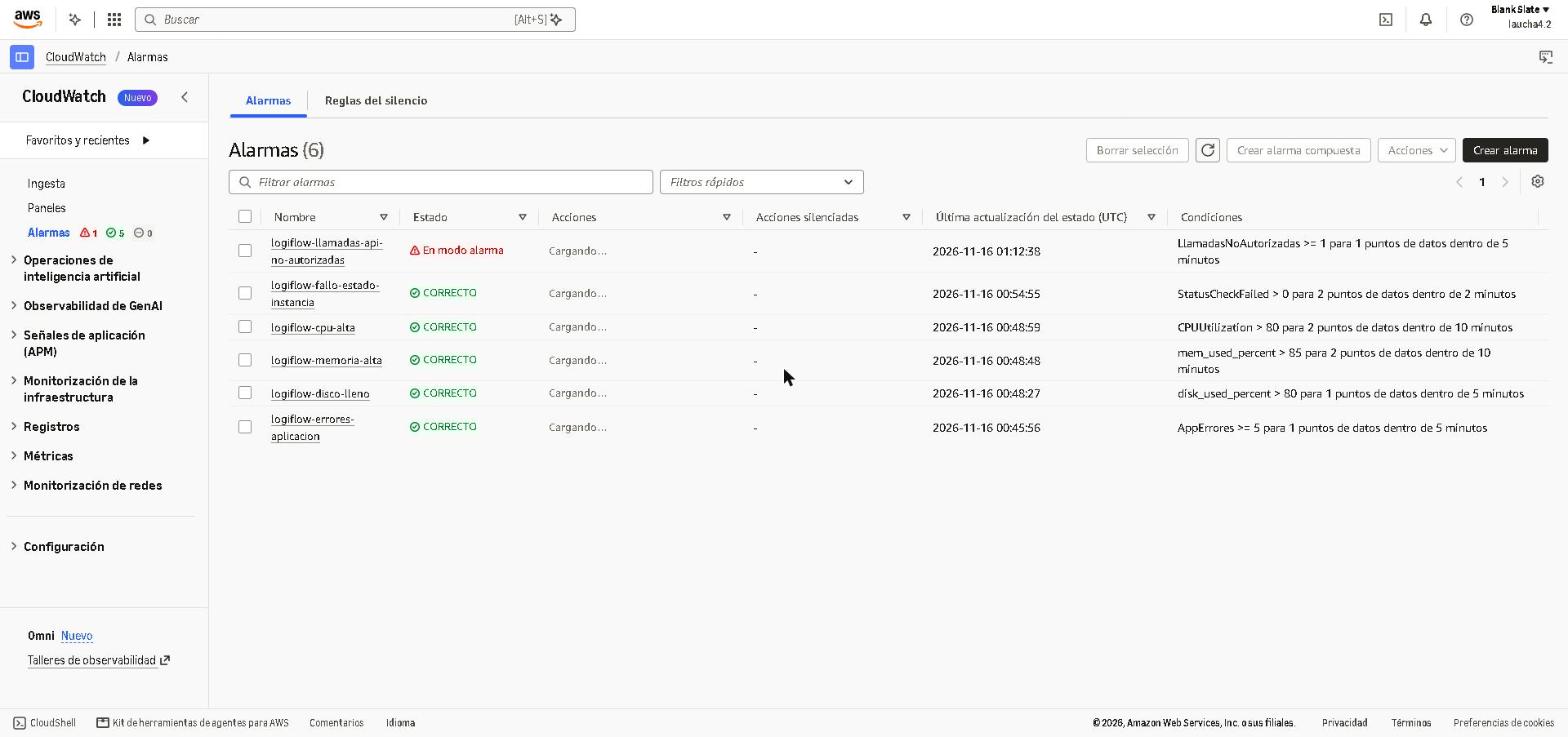 aws
Buscar [Alt+S]
BlankSlate
laucha4.2
CloudWatch / Alarmas
CloudWatch Nuevo
Favoritos y recientes
Ingesta
Paneles
Alarmas 1 5 0
Operaciones de
inteligencia artificial
Observabilidad de GenAI
Señales de aplicación
(APM)
Monitorización de la
infraestructura
Registros
Métricas
Monitorización de redes
Configuración
Omni Nuevo
Talleres de observabilidad
Alarmas Reglas del silencio
Alarmas (6)
Borrar selección Crear alarma compuesta Acciones Crear alarma
Filtrar alarmas Filtros rápidos 1
Nombre Estado Acciones Acciones silenciadas Última actualización del estado (UTC) Condiciones
logiflow-llamadas-api-
no-autorizadas En modo alarma Cargando... - 2026-11-16 01:12:38 LlamadasNoAutorizadas >= 1 para 1 puntos de datos dentro de 5
minutos
logiflow-fallo-estado-
instancia CORRECTO Cargando... - 2026-11-16 00:54:55 StatusCheckFailed > 0 para 2 puntos de datos dentro de 2 minutos
logiflow-cpu-alta CORRECTO Cargando... - 2026-11-16 00:48:59 CPUUtilization > 80 para 2 puntos de datos dentro de 10 minutos
logiflow-memoria-alta CORRECTO Cargando... - 2026-11-16 00:48:48 mem_used_percent > 85 para 2 puntos de datos dentro de 10
minutos
logiflow-disco-lleno CORRECTO Cargando... - 2026-11-16 00:48:27 disk_used_percent > 80 para 1 puntos de datos dentro de 5 minutos
logiflow-errores-
aplicacion CORRECTO Cargando... - 2026-11-16 00:45:56 AppErrores >= 5 para 1 puntos de datos dentro de 5 minutos
CloudShell Kit de herramientas de agentes para AWS Comentarios Idioma © 2026, Amazon Web Services, Inc. o sus filiales. Privacidad Términos Preferencias de cookies